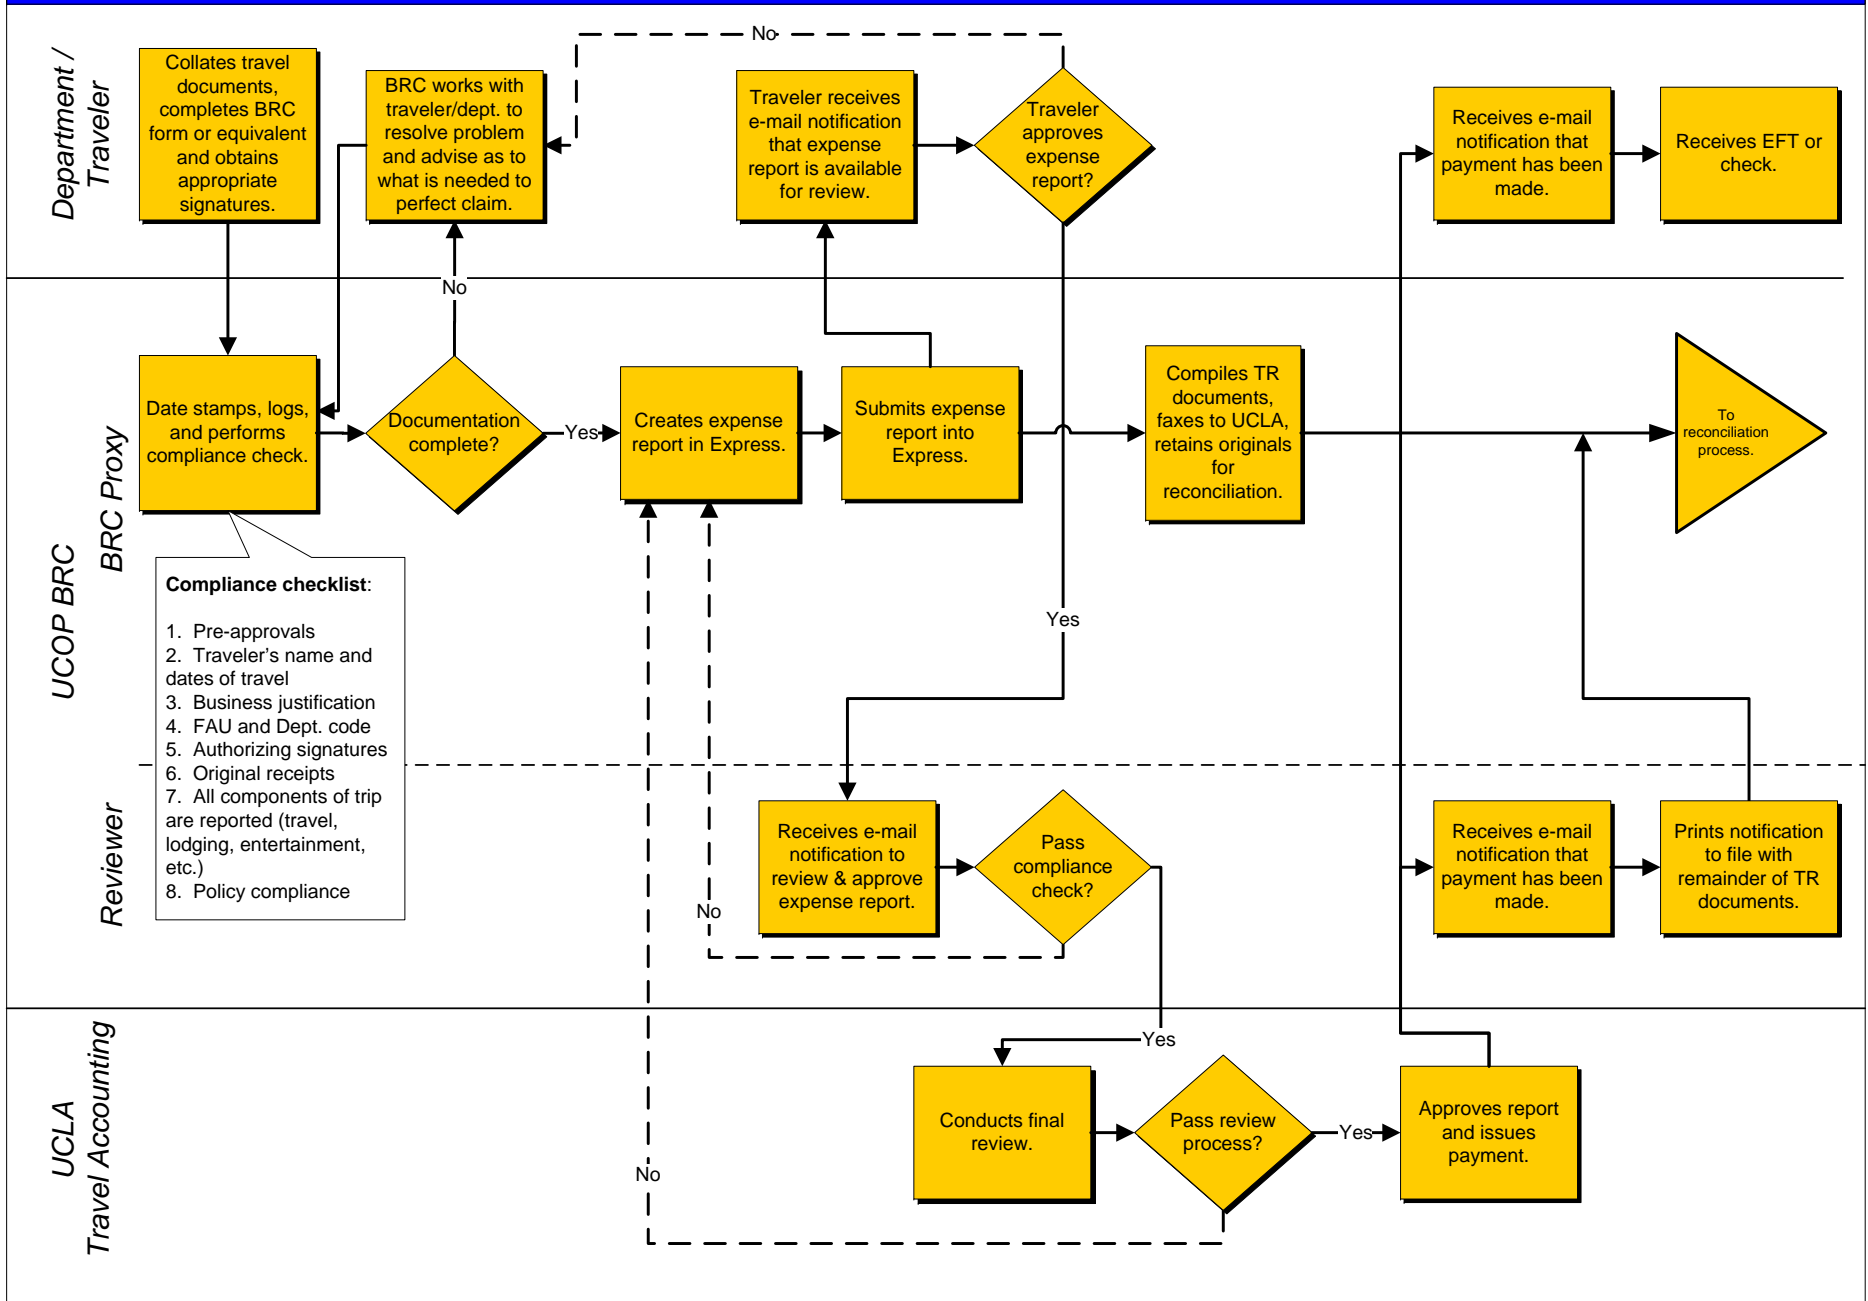 Department /
Traveler
Collates travel
documents,
completes BRC
form or equivalent
and obtains
appropriate
signatures.
BRC works with
traveler/dept. to
resolve problem
and advise as to
what is needed to
perfect claim.
No
Traveler receives
e-mail notification
that expense
report is available
for review.
Traveler
approves
expense
report?
Receives e-mail
notification that
payment has been
made.
Receives EFT or
check.
No
UCOP BRC
BRC Proxy
Date stamps, logs,
and performs
compliance check.
Documentation
complete?
Yes
Creates expense
report in Express.
Submits expense
report into
Express.
Compiles TR
documents,
faxes to UCLA,
retains originals
for
reconciliation.
To
reconciliation
process.
Compliance checklist:
1. Pre-approvals
2. Traveler’s name and
dates of travel
3. Business justification
4. FAU and Dept. code
5. Authorizing signatures
6. Original receipts
7. All components of trip
are reported (travel,
lodging, entertainment,
etc.)
8. Policy compliance
Yes
Reviewer
Receives e-mail
notification to
review & approve
expense report.
Pass
compliance
check?
No
Receives e-mail
notification that
payment has been
made.
Prints notification
to file with
remainder of TR
documents.
UCLA
Travel Accounting
Yes
Conducts final
review.
Pass review
process?
Yes
Approves report
and issues
payment.
No